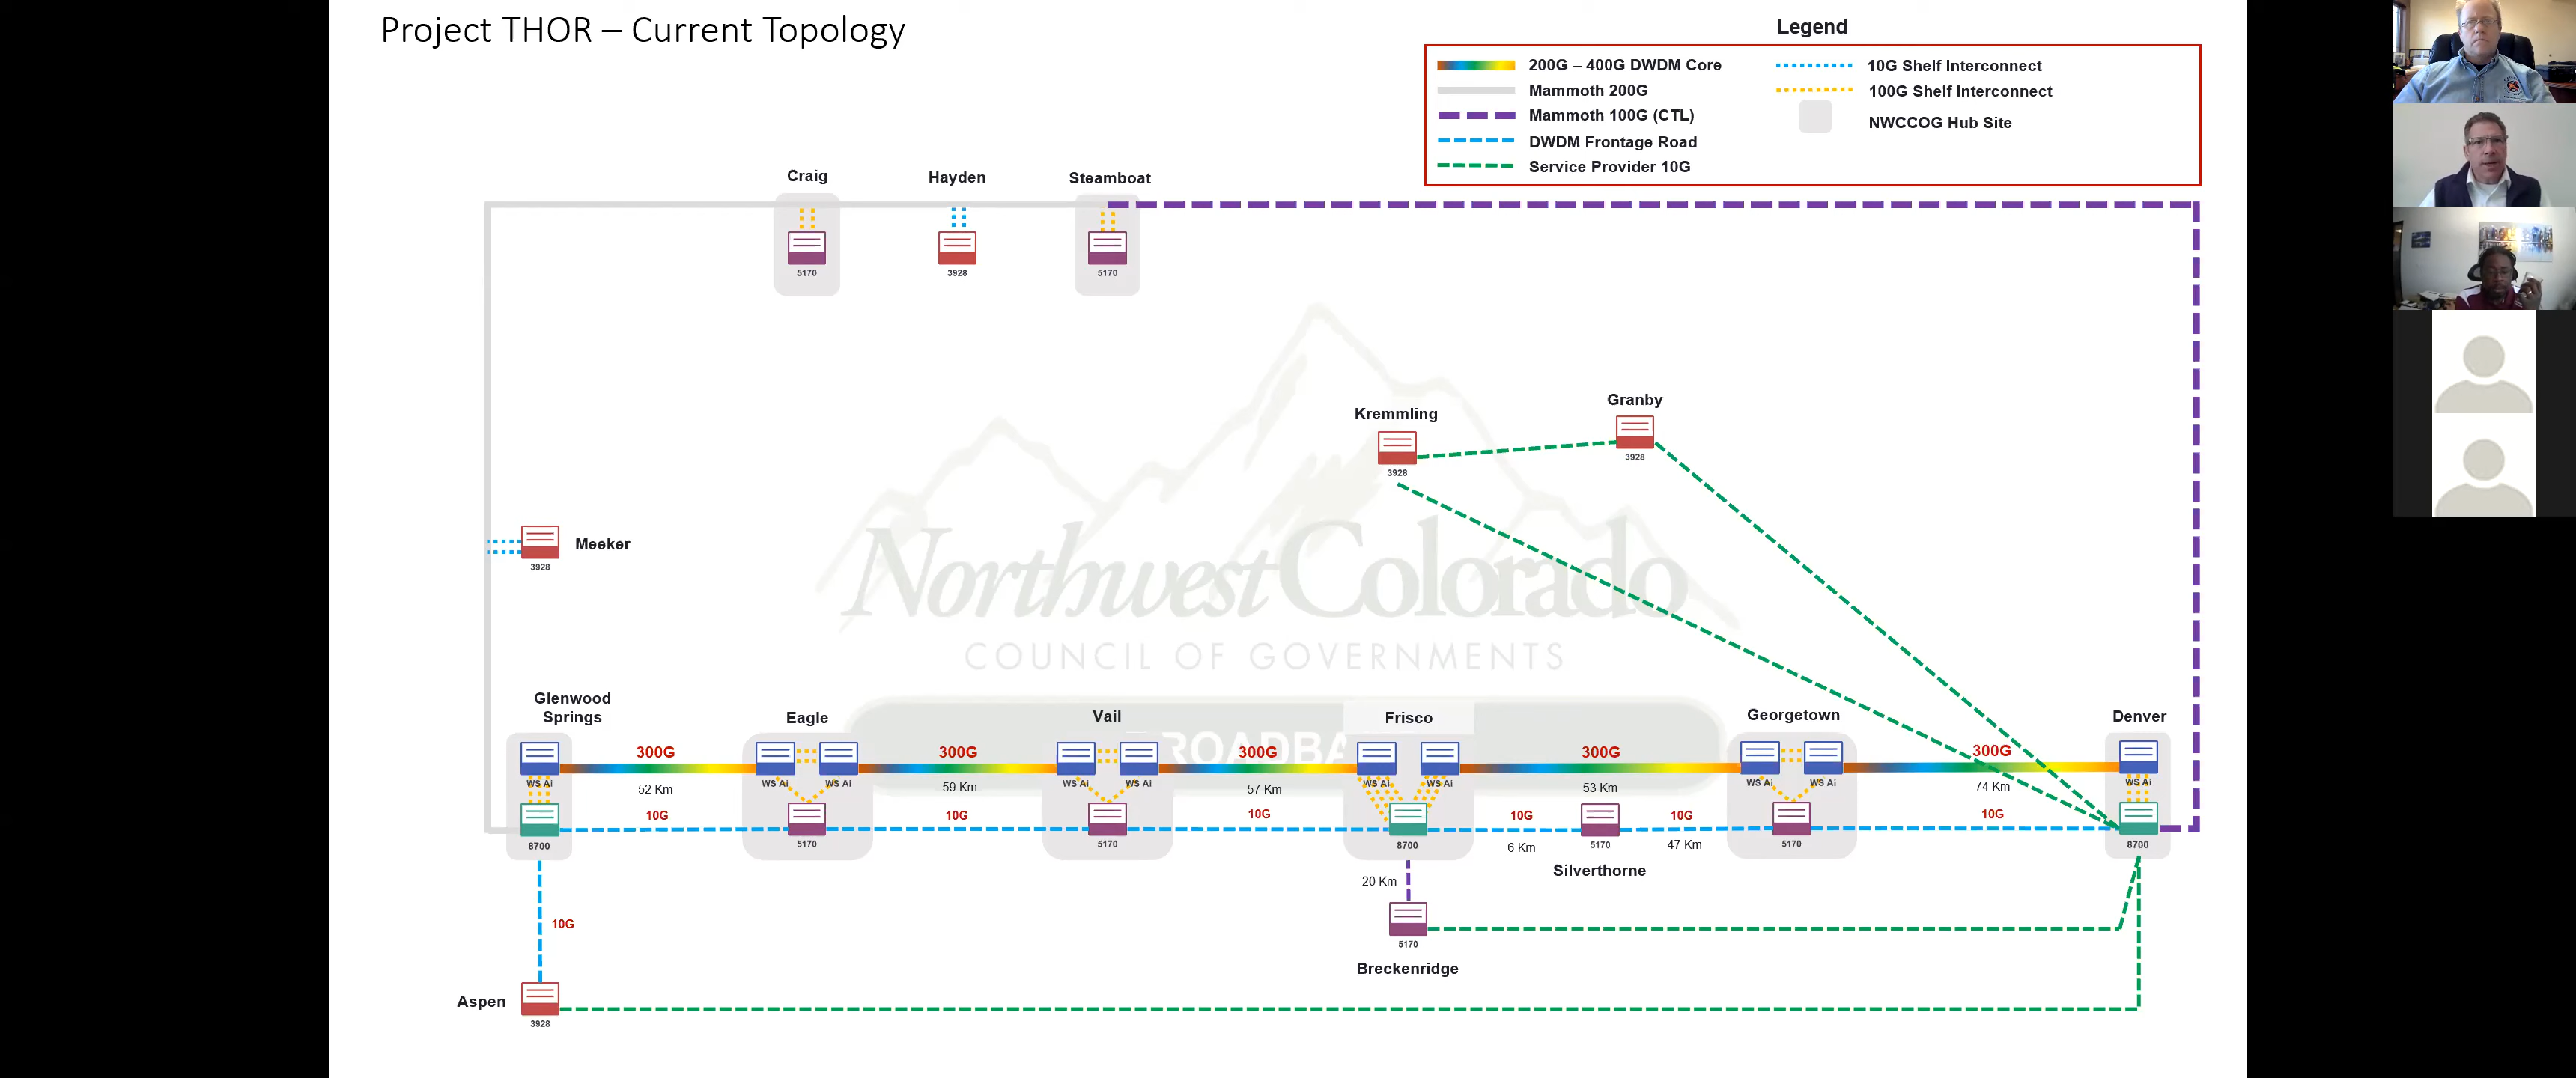 Project THOR – Current Topology
Legend
200G – 400G DWDM Core
Mammoth 200G
Mammoth 100G (CTL)
DWDM Frontage Road
Service Provider 10G
10G Shelf Interconnect
100G Shelf Interconnect
NWCCOG Hub Site
Craig
Hayden
Steamboat
5170
3928
5170
Kremmling
Granby
3928
3928
Meeker
3928
Northwest Colorado
COUNCIL OF GOVERNMENTS
Glenwood
Springs
Eagle
Vail
Frisco
Georgetown
Denver
300G
300G
300G
300G
300G
WS Ai
WS Ai
WS Ai
WS Ai
WS Ai
WS Ai
WS Ai
WS Ai
WS Ai
WS Ai
52 Km
59 Km
57 Km
53 Km
74 Km
10G
10G
10G
10G
10G
10G
8700
5170
5170
8700
6 Km
5170
47 Km
5170
8700
Silverthorne
20 Km
10G
5170
Breckenridge
Aspen
3928